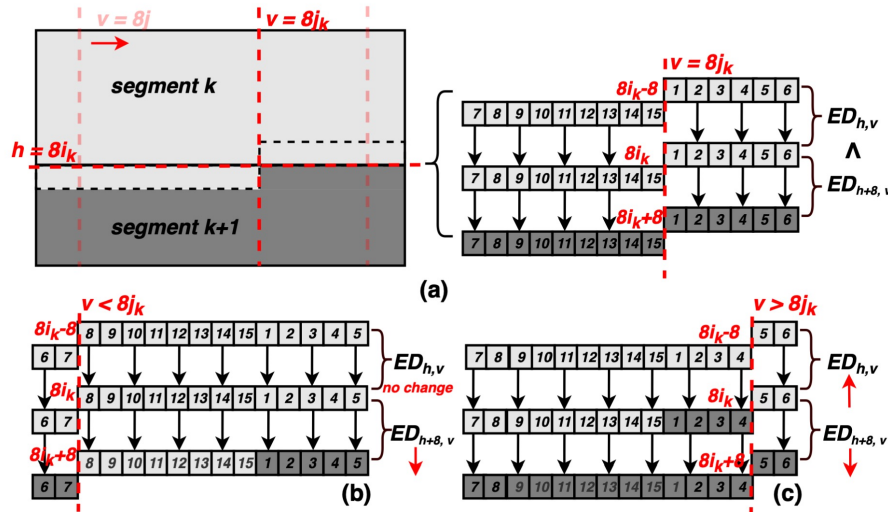 v = 8j
v = 8j_k
segment k
h = 8i_k
segment k+1
v = 8j_k
8i_k-8
1 2 3 4 5 6
7 8 9 10 11 12 13 14 15
ED_h,v
8i_k
1 2 3 4 5 6
7 8 9 10 11 12 13 14 15
Λ
ED_h+8, v
8i_k+8
1 2 3 4 5 6
7 8 9 10 11 12 13 14 15
(a)
v < 8j_k
8i_k-8
8 9 10 11 12 13 14 15 1 2 3 4 5
6 7
ED_h,v
no change
8i_k
8 9 10 11 12 13 14 15 1 2 3 4 5
6 7
ED_h+8, v
8i_k+8
8 9 10 11 12 13 14 15 1 2 3 4 5
6 7
(b)
v > 8j_k
8i_k-8
5 6
7 8 9 10 11 12 13 14 15 1 2 3 4
ED_h,v
8i_k
5 6
7 8 9 10 11 12 13 14 15 1 2 3 4
ED_h+8, v
8i_k+8
5 6
7 8 9 10 11 12 13 14 15 1 2 3 4
(c)